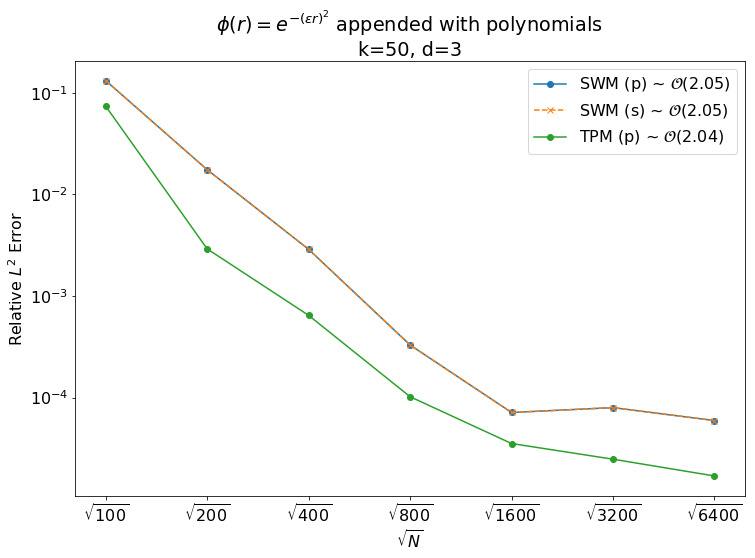 ϕ(r) = e^{−(εr)^2} appended with polynomials
k=50, d=3
SWM (p) ~ 𝒪(2.05)
SWM (s) ~ 𝒪(2.05)
TPM (p) ~ 𝒪(2.04)
Relative L^2 Error
10^{−1}
10^{−2}
10^{−3}
10^{−4}
√100 √200 √400 √800 √1600 √3200 √6400
√N